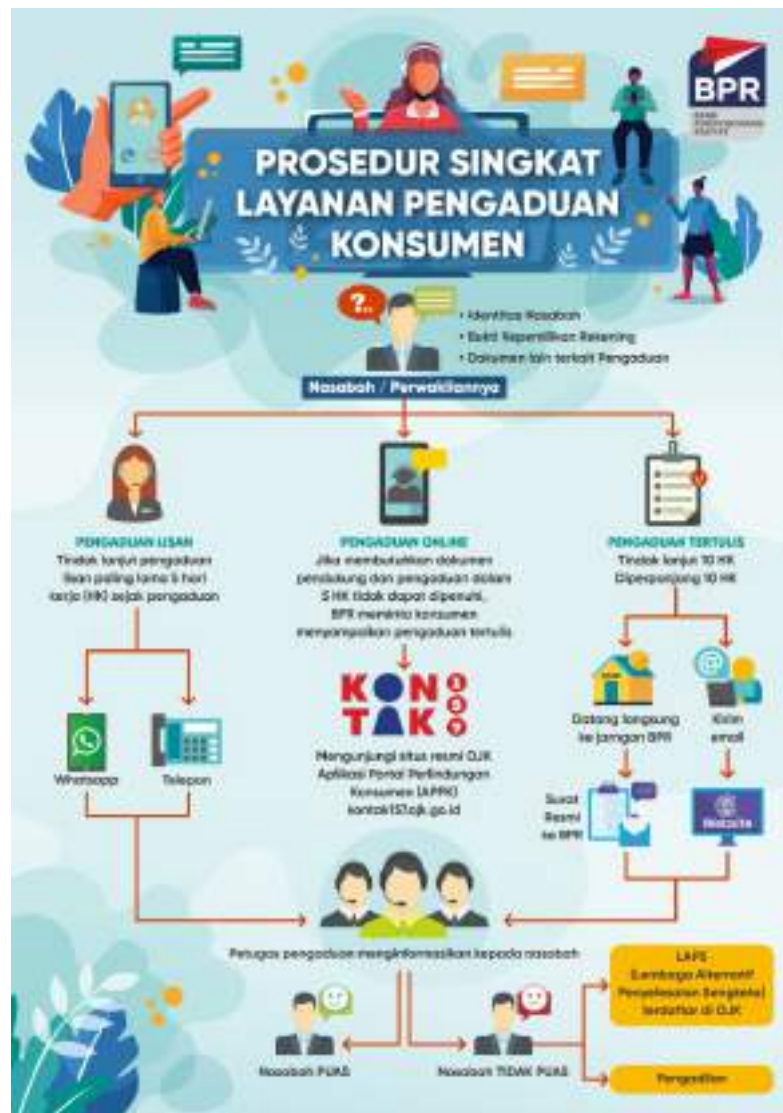 BPR
BANK
PERKREDITAN
RAKYAT
PROSEDUR SINGKAT
LAYANAN PENGADUAN
KONSUMEN
?..
• Identitas Nasabah
• Bukti Kepemilikan Rekening
• Dokumen lain terkait Pengaduan
Nasabah / Perwakilannya
PENGADUAN LISAN
Tindak lanjut pengaduan
lisan paling lama 5 hari
kerja (HK) sejak pengaduan
Whatsapp
Telepon
PENGADUAN ONLINE
Jika membutuhkan dokumen
pendukung dan pengaduan dalam
5 HK tidak dapat dipenuhi,
BPR meminta konsumen
menyampaikan pengaduan tertulis
KONTAK 157
Mengunjungi situs resmi OJK
Aplikasi Portal Perlindungan
Konsumen (APPK)
kontak157.ojk.go.id
PENGADUAN TERTULIS
Tindak lanjut 10 HK
Diperpanjang 10 HK
Datang langsung
ke jaringan BPR
Kirim
email
Surat
Resmi
ke BPR
Website
Petugas pengaduan menginformasikan kepada nasabah
Nasabah PUAS
Nasabah TIDAK PUAS
LAPS
(Lembaga Alternatif
Penyelesaian Sengketa)
terdaftar di OJK
Pengadilan